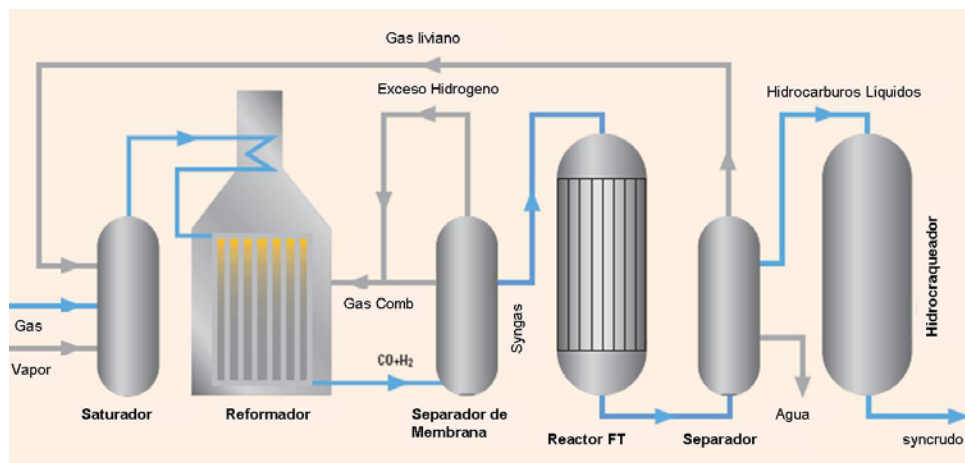 Gas liviano
Exceso Hidrogeno
Hidrocarburos Líquidos
Gas
Vapor
Gas Comb
CO+H2
Syngas
Hidrocraqueador
Agua
syncrudo
Saturador
Reformador
Separador de
Membrana
Reactor FT
Separador